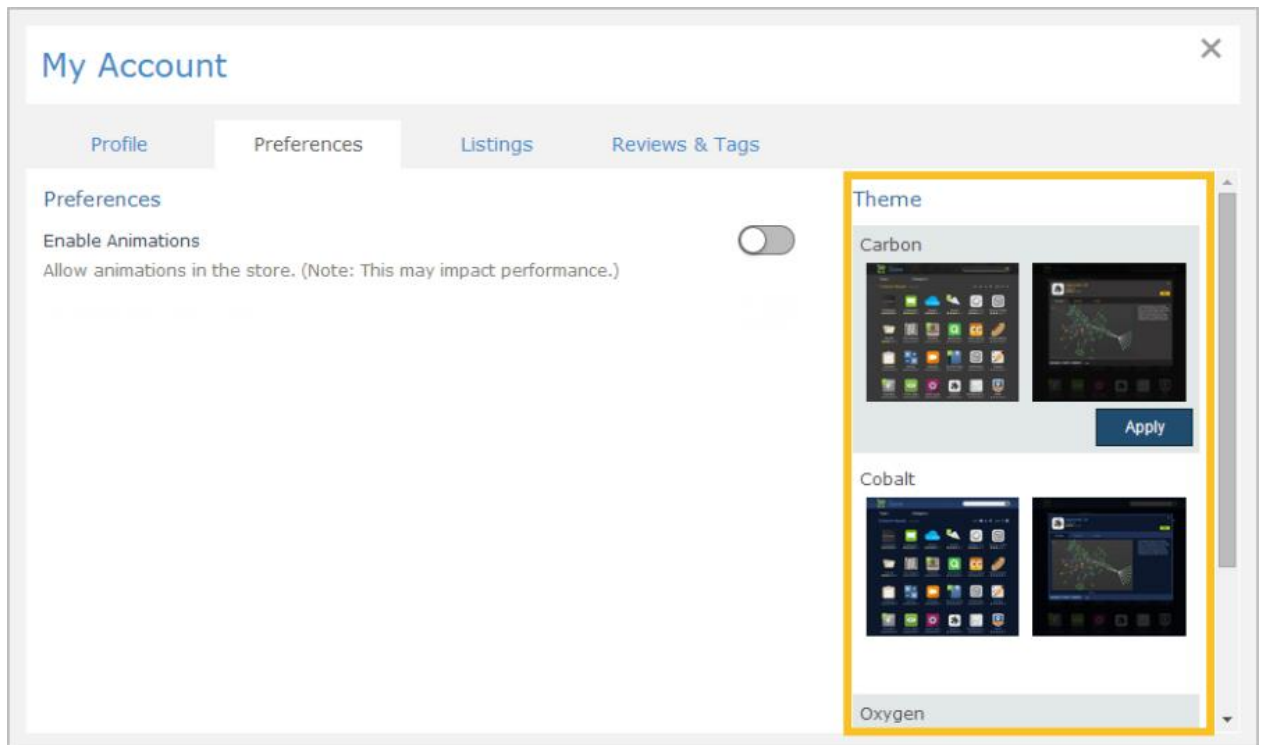 My Account
Profile Preferences Listings Reviews & Tags
Preferences
Enable Animations
Allow animations in the store. (Note: This may impact performance.)
Theme
Carbon
Apply
Cobalt
Oxygen